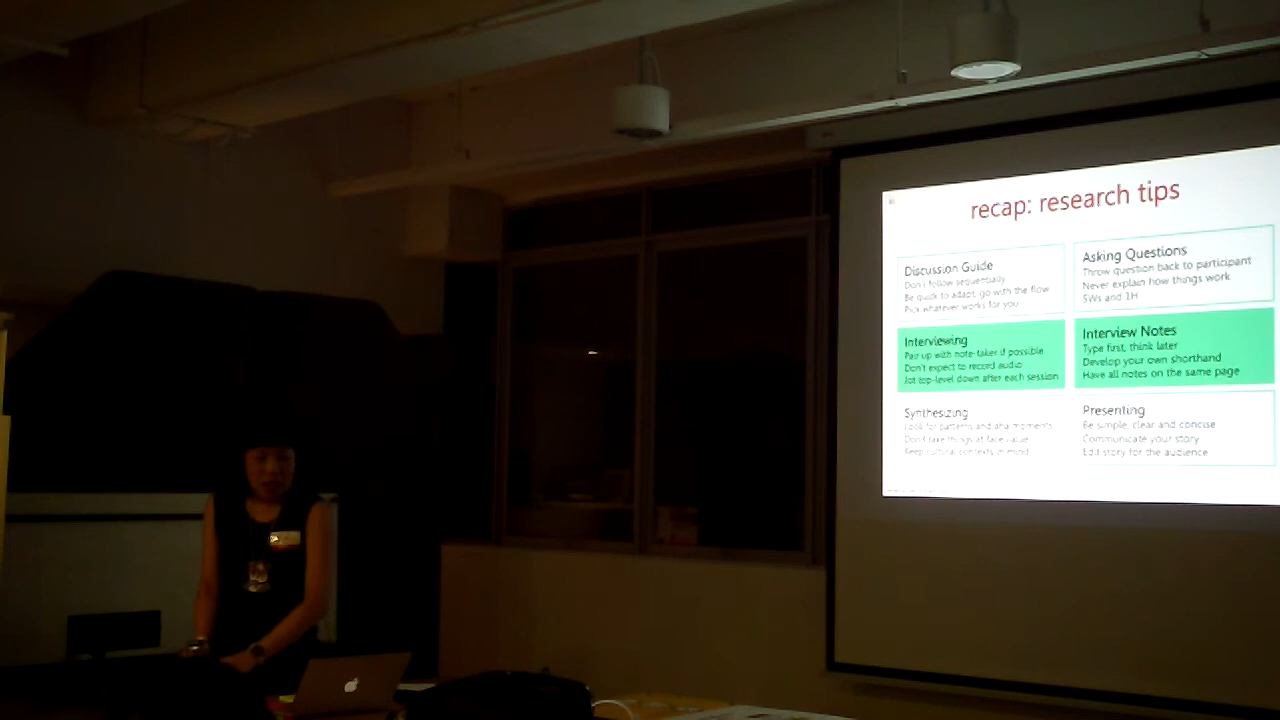 recap: research tips
Discussion Guide
Don't follow sequentially
Be quick to adapt, go with the flow
Pick whatever works for you
Asking Questions
Throw question back to participant
Never explain how things work
5Ws and 1H
Interviewing
Pair up with note-taker if possible
Don't expect to record audio
Jot top-level down after each session
Interview Notes
Type first, think later
Develop your own shorthand
Have all notes on the same page
Synthesizing
Look for patterns and aha moments
Don't take things at face value
Keep cultural contexts in mind
Presenting
Be simple, clear and concise
Communicate your story
Edit story for the audience